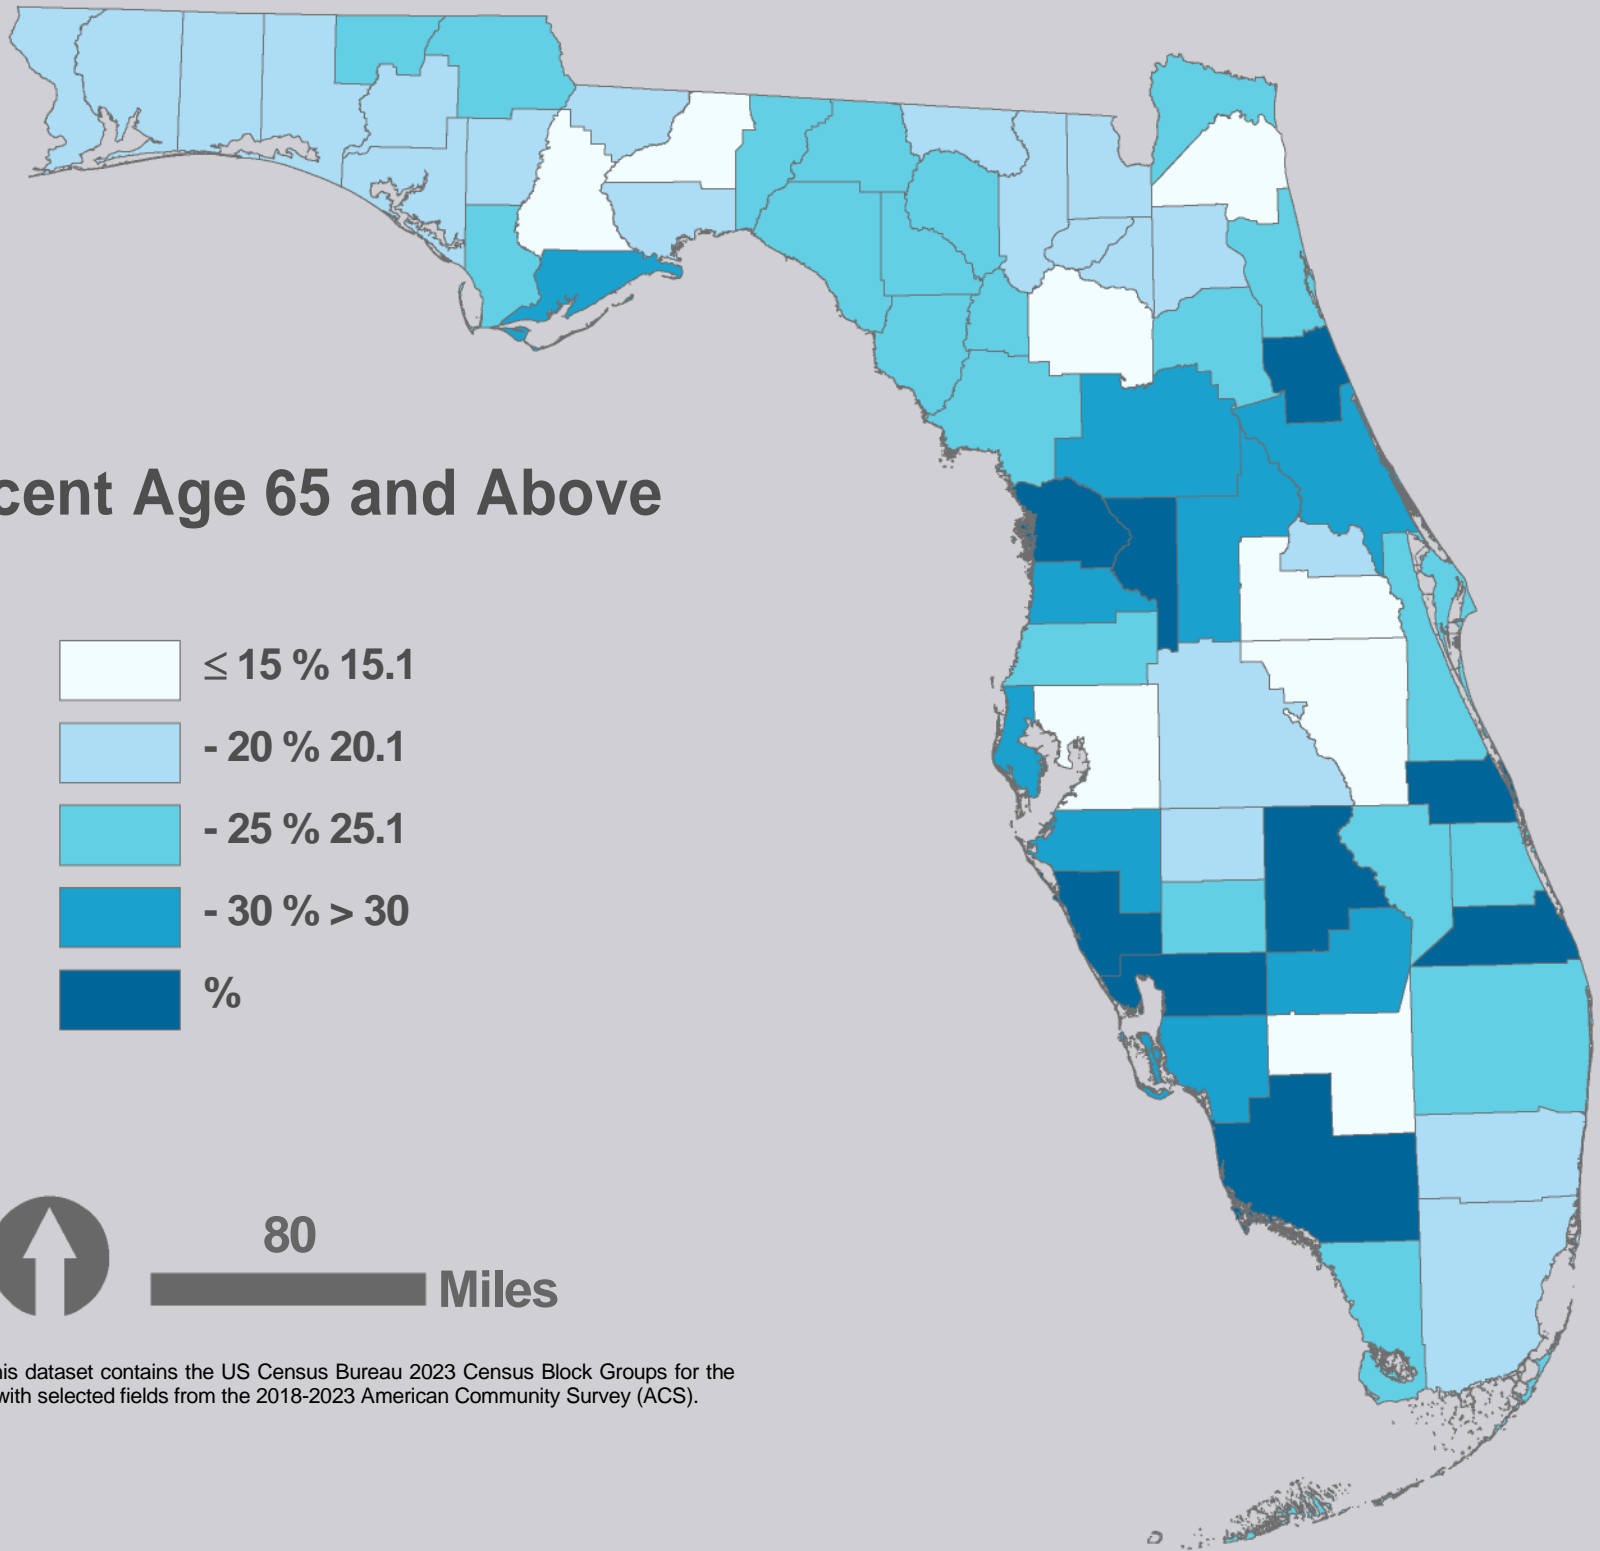 cent Age 65 and Above
≤ 15 % 15.1
- 20 % 20.1
- 25 % 25.1
- 30 % > 30
%
80
Miles
his dataset contains the US Census Bureau 2023 Census Block Groups for the
with selected fields from the 2018-2023 American Community Survey (ACS).